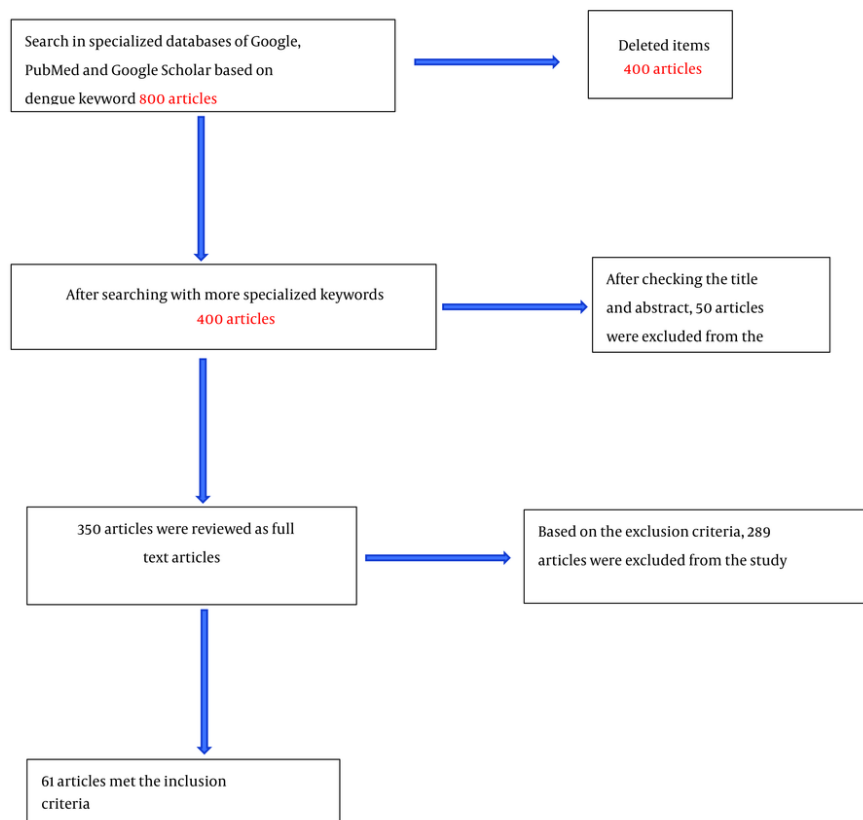 Search in specialized databases of Google,
PubMed and Google Scholar based on
dengue keyword 800 articles
Deleted items
400 articles
After searching with more specialized keywords
400 articles
After checking the title
and abstract, 50 articles
were excluded from the
350 articles were reviewed as full
text articles
Based on the exclusion criteria, 289
articles were excluded from the study
61 articles met the inclusion
criteria